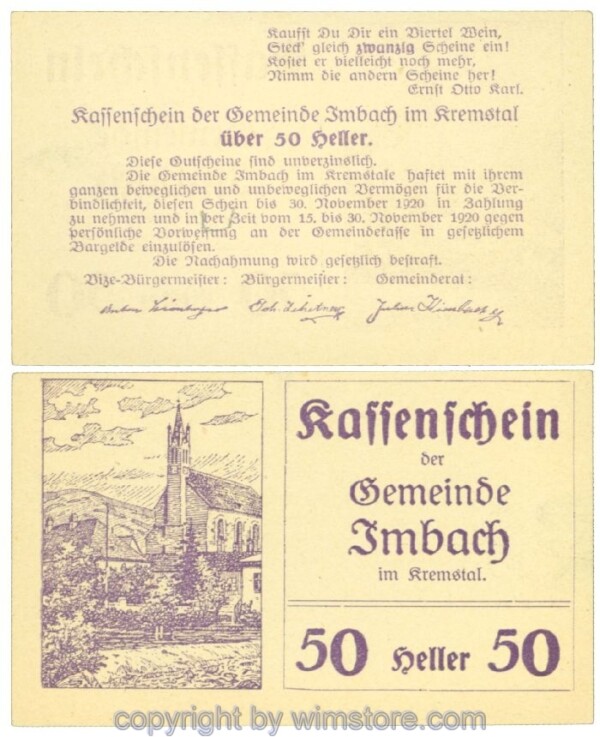 Kaufst Du Dir ein Viertel Wein,
Steck' gleich zwanzig Scheine ein!
Kostet er vielleicht noch mehr,
Nimm die andern Scheine her!
Ernst Otto Karl.
Kassenschein der Gemeinde Imbach im Kremstal
über 50 Heller.
Diese Gutscheine sind unverzinslich.
Die Gemeinde Imbach im Kremstale haftet mit ihrem
ganzen beweglichen und unbeweglichen Vermögen für die Ver-
bindlichkeit, diesen Schein bis 30. November 1920 in Zahlung
zu nehmen und in der Zeit vom 15. bis 30. November 1920 gegen
persönliche Vorweisung an der Gemeindekasse in gesetzlichem
Bargelde einzulösen.
Die Nachahmung wird gesetzlich bestraft.
Vize-Bürgermeister: Bürgermeister: Gemeinderat:
Kassenschein
der
Gemeinde
Imbach
im Kremstal.
50 Heller 50
copyright by wimstore.com